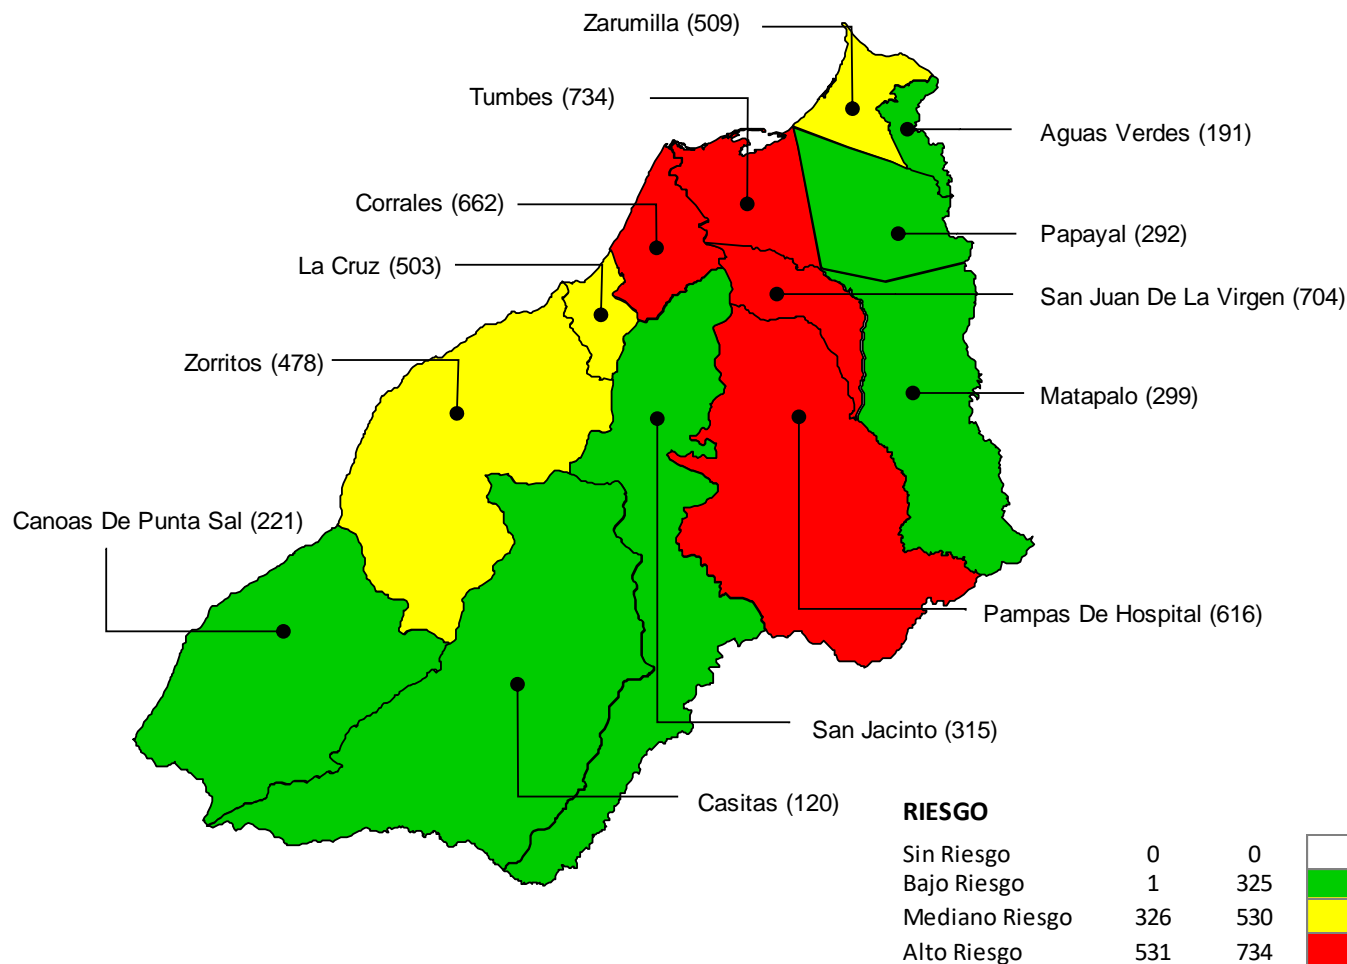 Zarumilla (509)
Tumbes (734)
Aguas Verdes (191)
Corrales (662)
Papayal (292)
La Cruz (503)
San Juan De La Virgen (704)
Zorritos (478)
Matapalo (299)
Canoas De Punta Sal (221)
Pampas De Hospital (616)
San Jacinto (315)
Casitas (120)
RIESGO
Sin Riesgo 0 0
Bajo Riesgo 1 325
Mediano Riesgo 326 530
Alto Riesgo 531 734